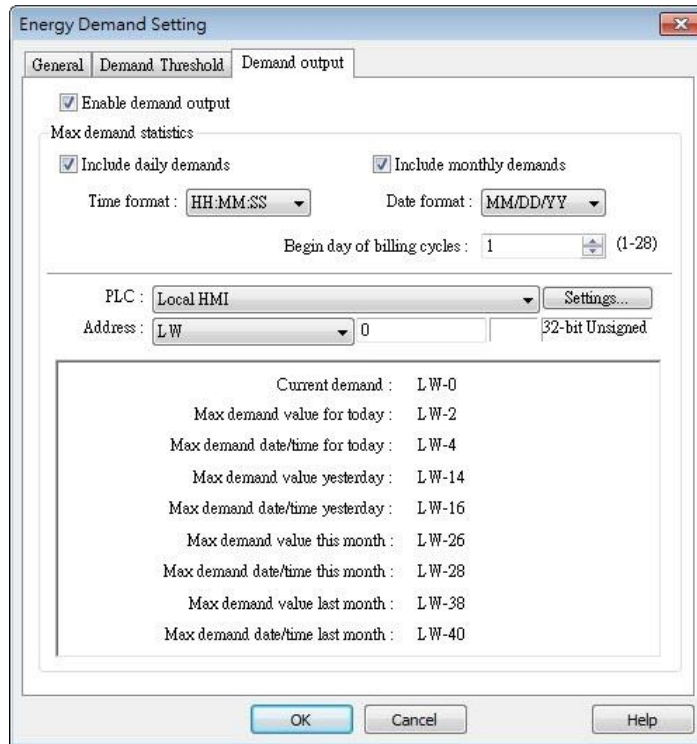 Energy Demand Setting
General Demand Threshold Demand output
Enable demand output
Max demand statistics
Include daily demands Include monthly demands
Time format : HH:MM:SS Date format : MM/DD/YY
Begin day of billing cycles : 1 (1-28)
PLC : Local HMI Settings...
Address : LW 0 32-bit Unsigned
Current demand : LW-0
Max demand value for today : LW-2
Max demand date/time for today : LW-4
Max demand value yesterday : LW-14
Max demand date/time yesterday : LW-16
Max demand value this month : LW-26
Max demand date/time this month : LW-28
Max demand value last month : LW-38
Max demand date/time last month : LW-40
OK Cancel Help